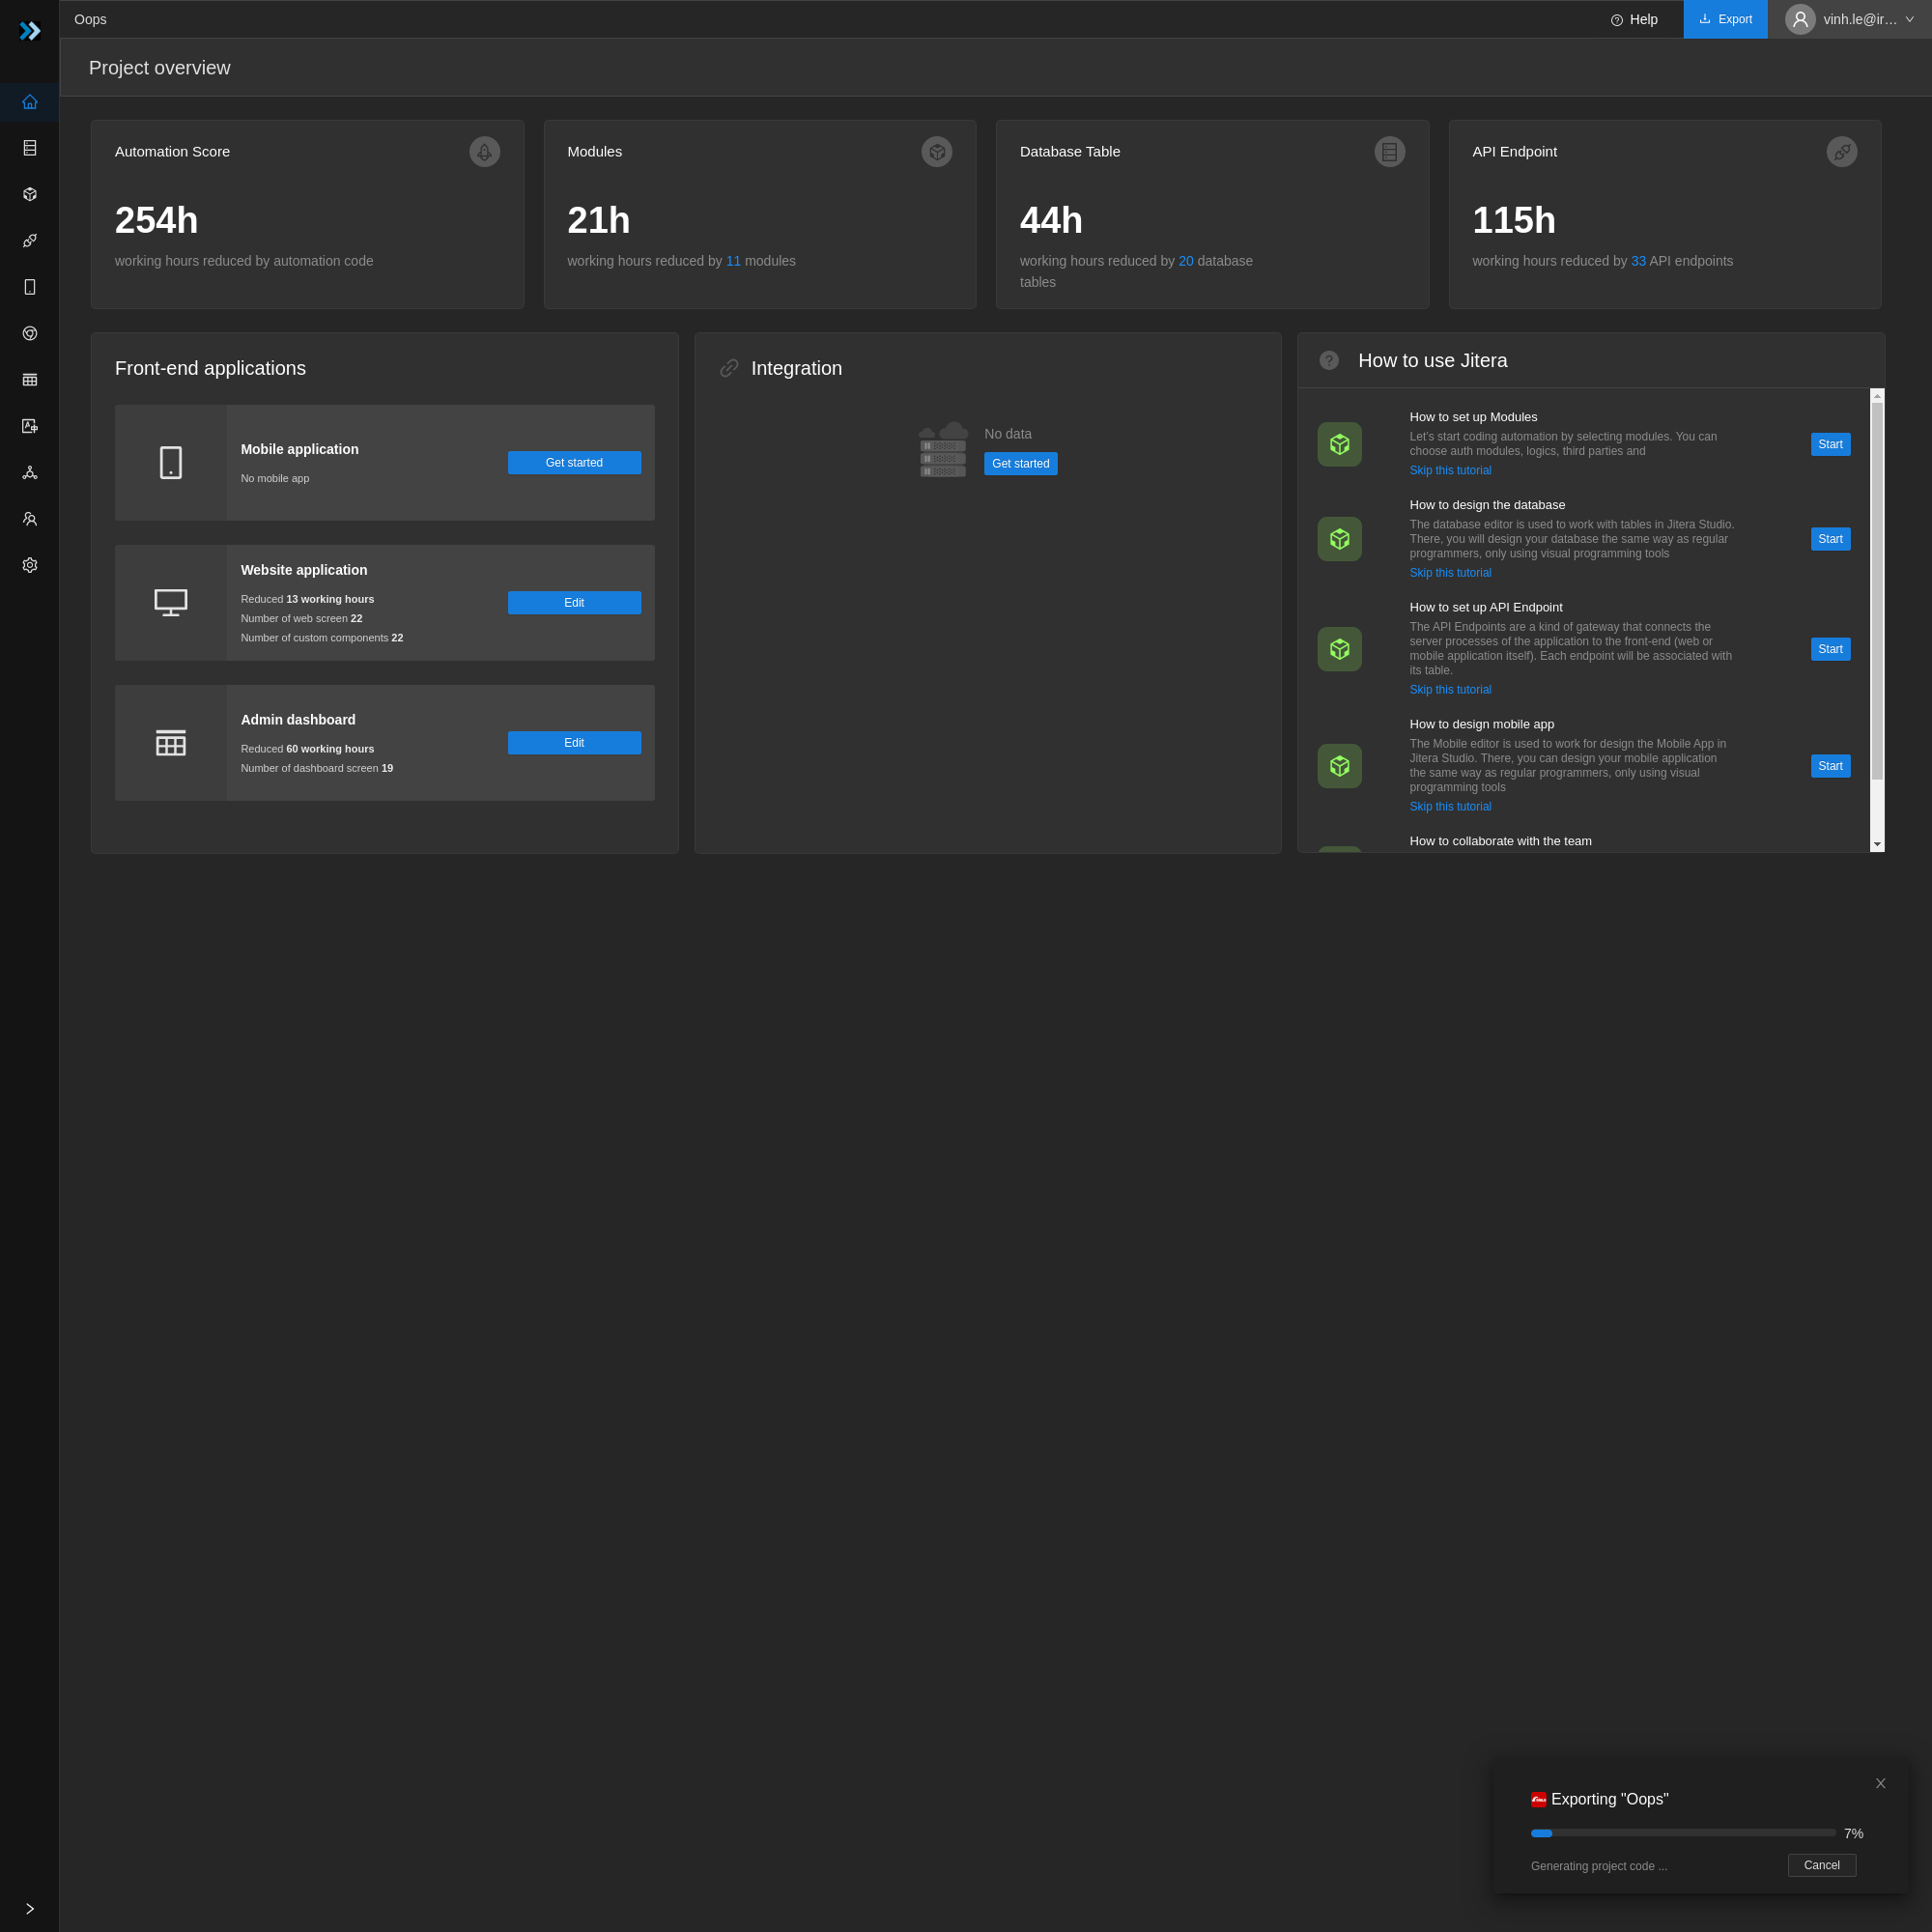 Oops
Help
Export
vinh.le@ir…
Project overview
Automation Score
254h
working hours reduced by automation code
Modules
21h
working hours reduced by 11 modules
Database Table
44h
working hours reduced by 20 database
tables
API Endpoint
115h
working hours reduced by 33 API endpoints
Front-end applications
Mobile application
No mobile app
Get started
Website application
Reduced 13 working hours
Number of web screen 22
Number of custom components 22
Edit
Admin dashboard
Reduced 60 working hours
Number of dashboard screen 19
Edit
Integration
No data
Get started
How to use Jitera
How to set up Modules
Let's start coding automation by selecting modules. You can
choose auth modules, logics, third parties and
Skip this tutorial
Start
How to design the database
The database editor is used to work with tables in Jitera Studio.
There, you will design your database the same way as regular
programmers, only using visual programming tools
Skip this tutorial
Start
How to set up API Endpoint
The API Endpoints are a kind of gateway that connects the
server processes of the application to the front-end (web or
mobile application itself). Each endpoint will be associated with
its table.
Skip this tutorial
Start
How to design mobile app
The Mobile editor is used to work for design the Mobile App in
Jitera Studio. There, you can design your mobile application
the same way as regular programmers, only using visual
programming tools
Skip this tutorial
Start
How to collaborate with the team
Exporting "Oops"
7%
Generating project code ...
Cancel